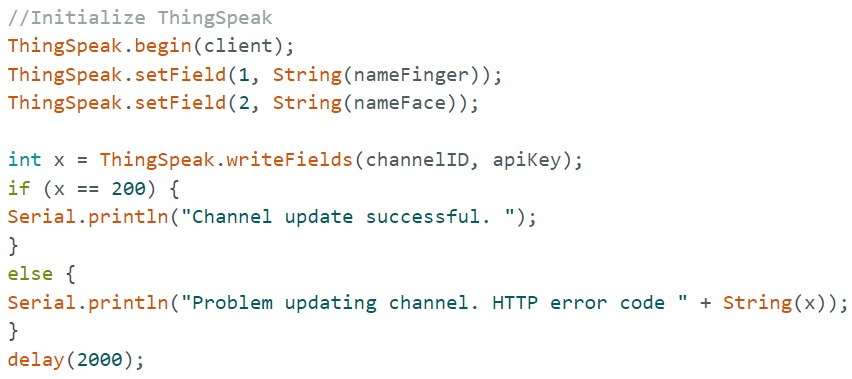 //Initialize ThingSpeak
ThingSpeak.begin(client);
ThingSpeak.setField(1, String(nameFinger));
ThingSpeak.setField(2, String(nameFace));
int x = ThingSpeak.writeFields(channelID, apiKey);
if (x == 200) {
Serial.println("Channel update successful. ");
}
else {
Serial.println("Problem updating channel. HTTP error code " + String(x));
}
delay(2000);